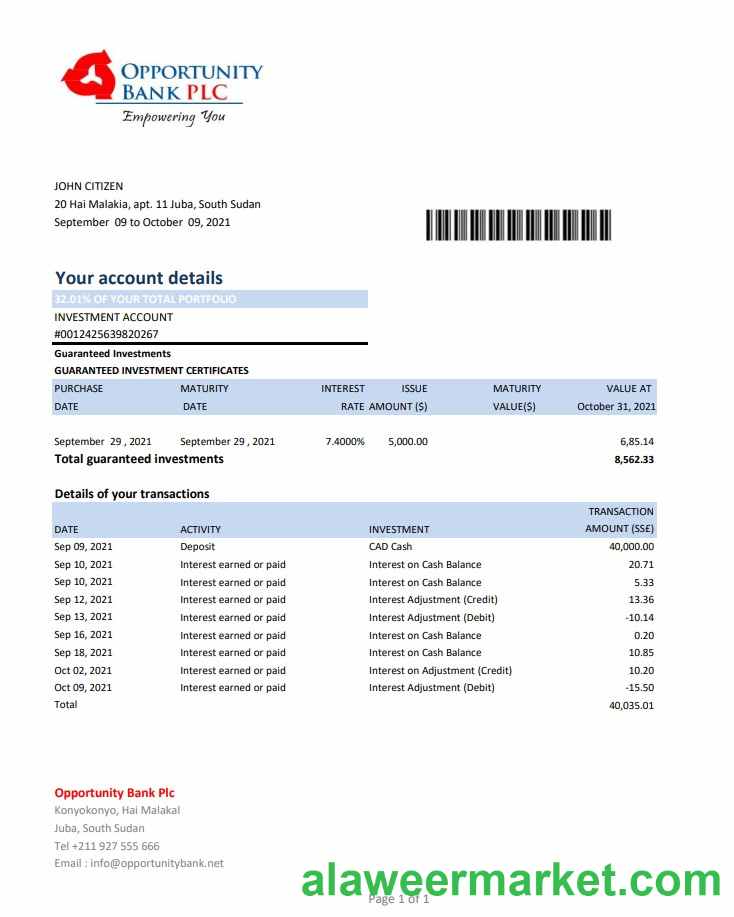 OPPORTUNITY
BANK PLC
Empowering You
JOHN CITIZEN
20 Hai Malakia, apt. 11 Juba, South Sudan
September 09 to October 09, 2021
Your account details
32.01% OF YOUR TOTAL PORTFOLIO
INVESTMENT ACCOUNT
#0012425639820267
Guaranteed Investments
GUARANTEED INVESTMENT CERTIFICATES
PURCHASE MATURITY INTEREST ISSUE MATURITY VALUE AT
DATE DATE RATE AMOUNT ($) VALUE($) October 31, 2021
September 29 , 2021 September 29 , 2021 7.4000% 5,000.00 6,85.14
Total guaranteed investments 8,562.33
Details of your transactions
TRANSACTION
DATE ACTIVITY INVESTMENT AMOUNT (SS£)
Sep 09, 2021 Deposit CAD Cash 40,000.00
Sep 10, 2021 Interest earned or paid Interest on Cash Balance 20.71
Sep 10, 2021 Interest earned or paid Interest on Cash Balance 5.33
Sep 12, 2021 Interest earned or paid Interest Adjustment (Credit) 13.36
Sep 13, 2021 Interest earned or paid Interest Adjustment (Debit) -10.14
Sep 16, 2021 Interest earned or paid Interest on Cash Balance 0.20
Sep 18, 2021 Interest earned or paid Interest on Cash Balance 10.85
Oct 02, 2021 Interest earned or paid Interest on Adjustment (Credit) 10.20
Oct 09, 2021 Interest earned or paid Interest Adjustment (Debit) -15.50
Total 40,035.01
Opportunity Bank Plc
Konyokonyo, Hai Malakal
Juba, South Sudan
Tel +211 927 555 666
Email : info@opportunitybank.net
alaweermarket.com
Page 1 of 1